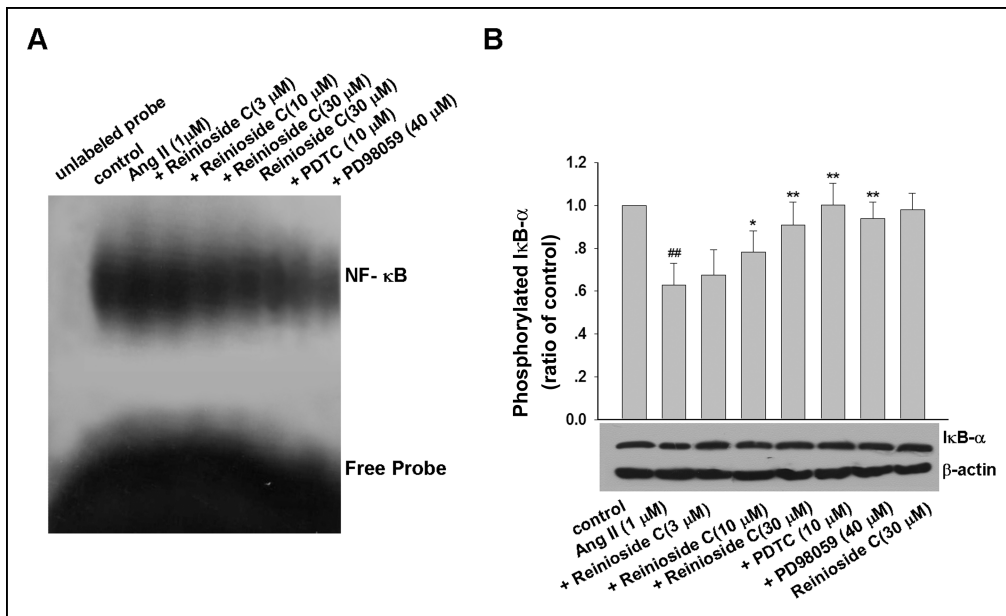 A
unlabeled probe
control
Ang II (1μM)
+ Reinioside C(3 μM)
+ Reinioside C(10 μM)
+ Reinioside C(30 μM)
Reinioside C(30 μM)
+ PDTC (10 μM)
+ PD98059 (40 μM)
NF- κB
Free Probe
B
Phosphorylated IκB-α
(ratio of control)
1.2
1.0
.8
.6
.4
.2
0.0
##
*
**
**
**
IκB-α
β-actin
control
Ang II (1 μM)
+ Reinioside C(3 μM)
+ Reinioside C(10 μM)
+ Reinioside C(30 μM)
+ PDTC (10 μM)
+ PD98059 (40 μM)
Reinioside C(30 μM)